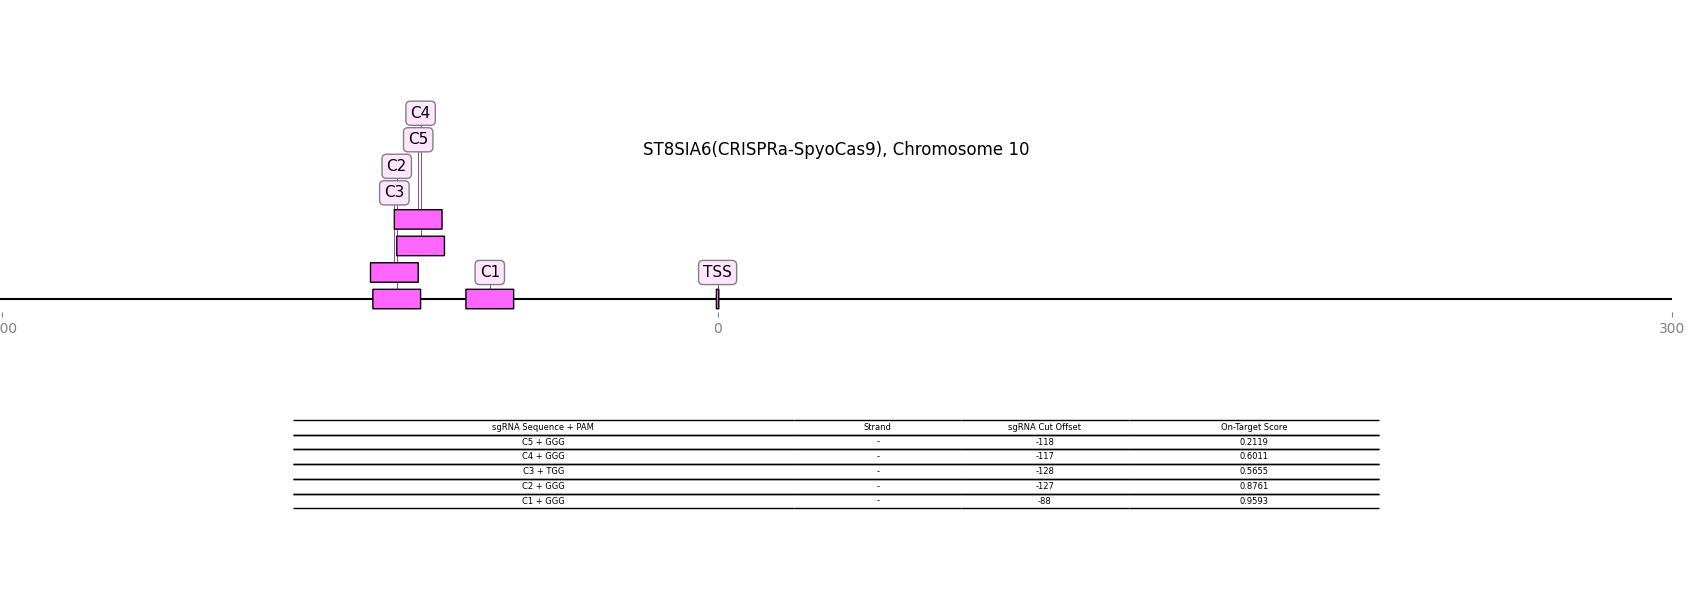 C4
C5
ST8SIA6(CRISPRa-SpyoCas9), Chromosome 10
C2
C3
C1
TSS
00
0
300
sgRNA Sequence + PAM Strand sgRNA Cut Offset On-Target Score
C5 + GGG - -118 0.2119
C4 + GGG - -117 0.6011
C3 + TGG - -128 0.5655
C2 + GGG - -127 0.8761
C1 + GGG - -88 0.9593